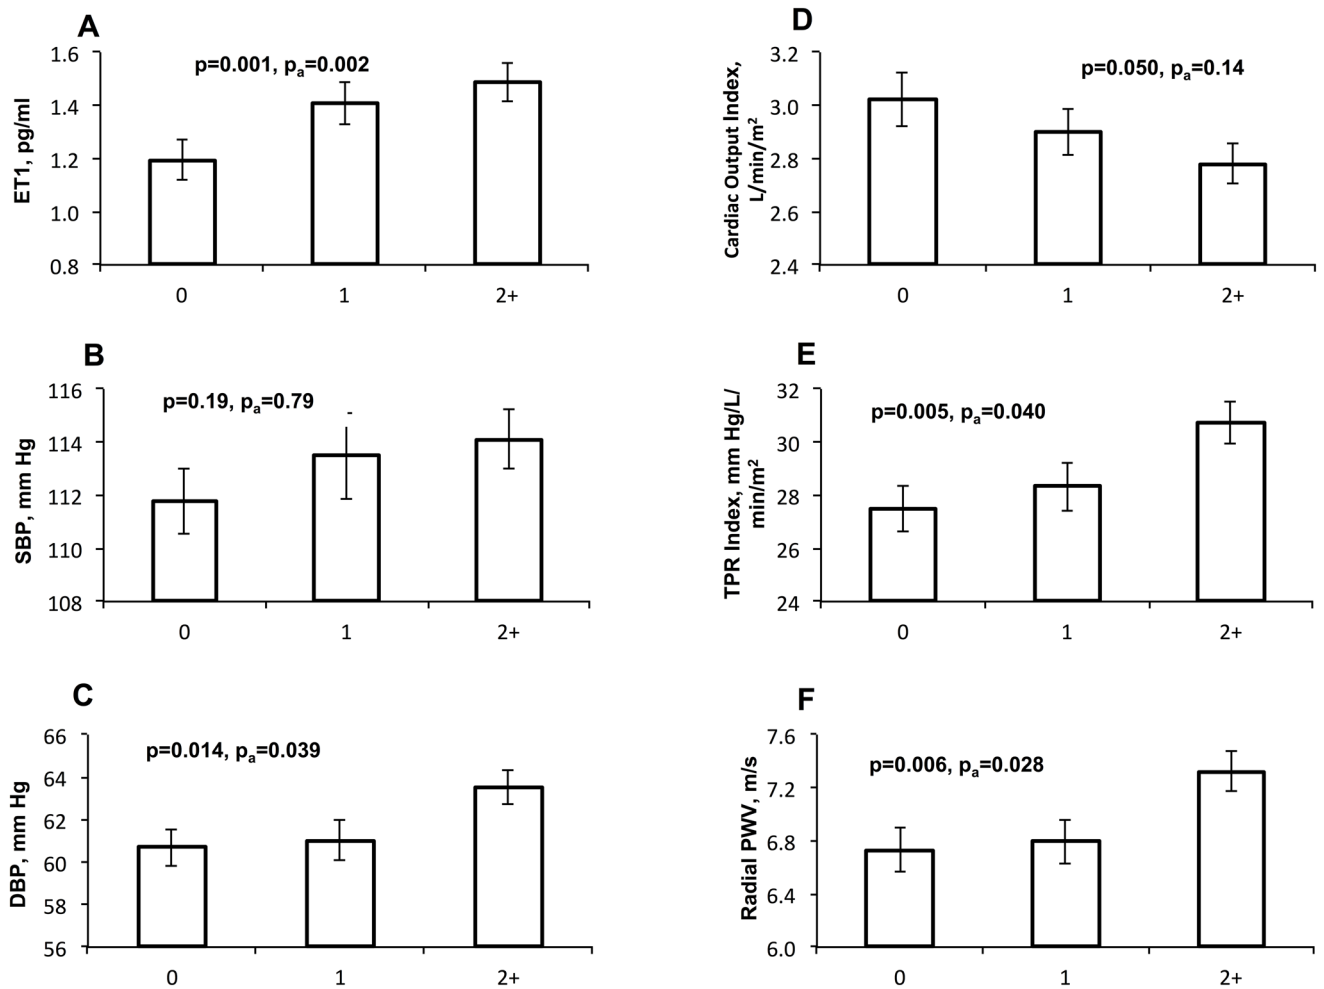 A
p=0.001, pa=0.002
ET1, pg/ml
1.6
1.4
1.2
1.0
0.8
0
1
2+
B
p=0.19, pa=0.79
SBP, mm Hg
116
114
112
110
108
0
1
2+
C
p=0.014, pa=0.039
DBP, mm Hg
66
64
62
60
58
56
0
1
2+
D
p=0.050, pa=0.14
Cardiac Output Index,
L/min/m²
3.2
3.0
2.8
2.6
2.4
0
1
2+
E
p=0.005, pa=0.040
TPR Index, mm Hg/L/
min/m²
32
30
28
26
24
0
1
2+
F
p=0.006, pa=0.028
Radial PWV, m/s
7.6
7.2
6.8
6.4
6.0
0
1
2+